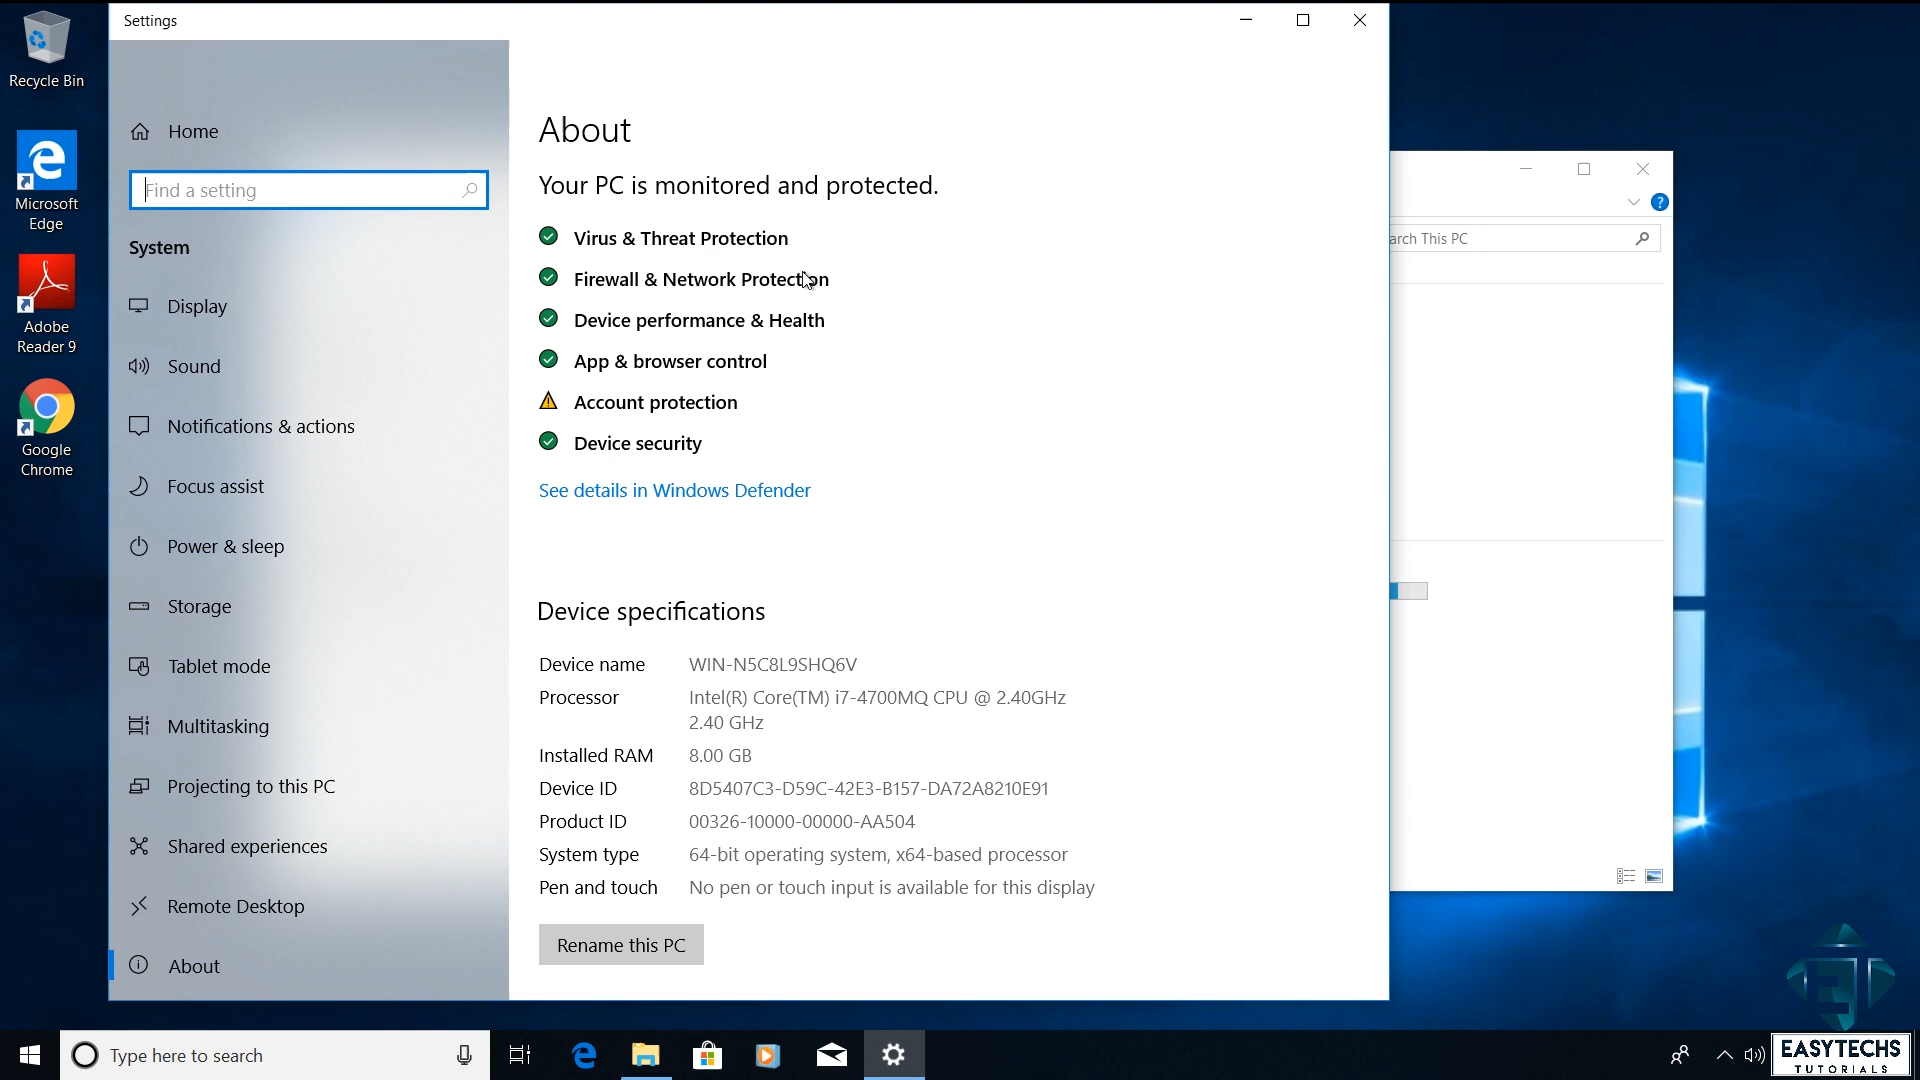 Settings
Recycle Bin
Microsoft
Edge
Adobe
Reader 9
Google
Chrome
Home
Find a setting
System
Display
Sound
Notifications & actions
Focus assist
Power & sleep
Storage
Tablet mode
Multitasking
Projecting to this PC
Shared experiences
Remote Desktop
About
About
Your PC is monitored and protected.
Virus & Threat Protection
Firewall & Network Protection
Device performance & Health
App & browser control
Account protection
Device security
See details in Windows Defender
Device specifications
Device name WIN-N5C8L9SHQ6V
Processor Intel(R) Core(TM) i7-4700MQ CPU @ 2.40GHz
2.40 GHz
Installed RAM 8.00 GB
Device ID 8D5407C3-D59C-42E3-B157-DA72A8210E91
Product ID 00326-10000-00000-AA504
System type 64-bit operating system, x64-based processor
Pen and touch No pen or touch input is available for this display
Rename this PC
arch This PC
Type here to search
EASYTECHS
TUTORIALS